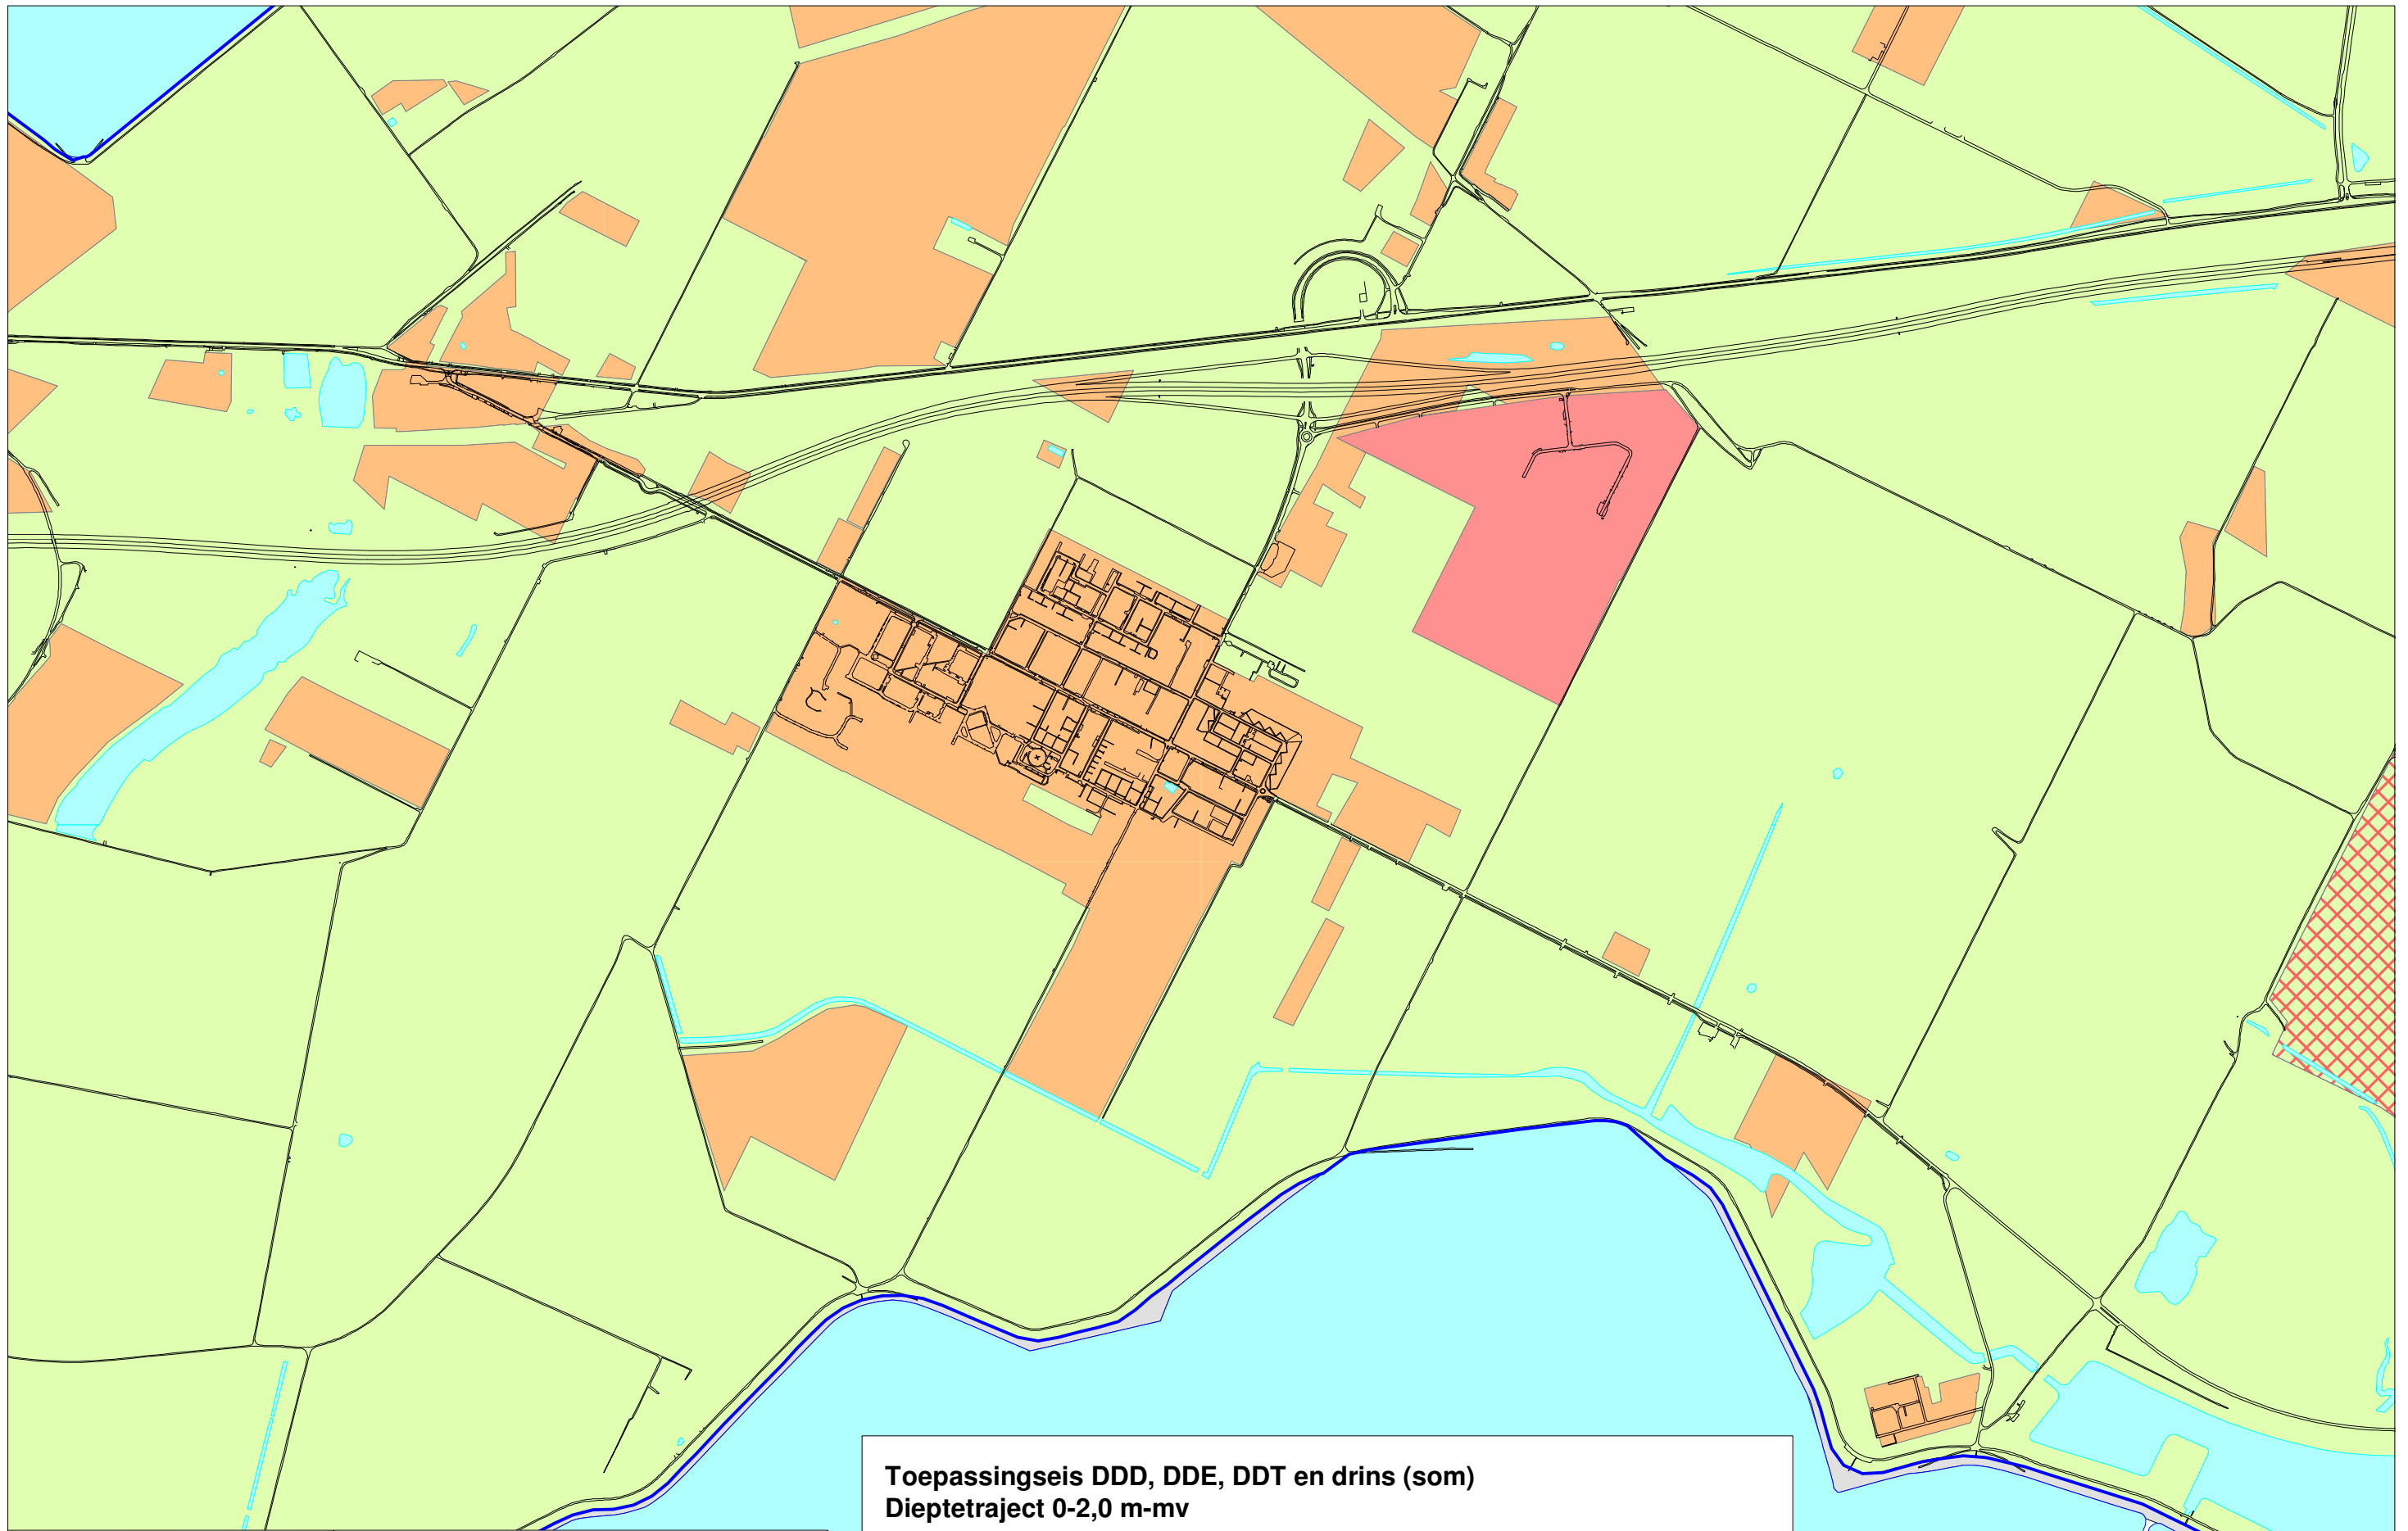 Toepassingseis DDD, DDE, DDT en drins (som)
Dieptetraject 0-2,0 m-mv